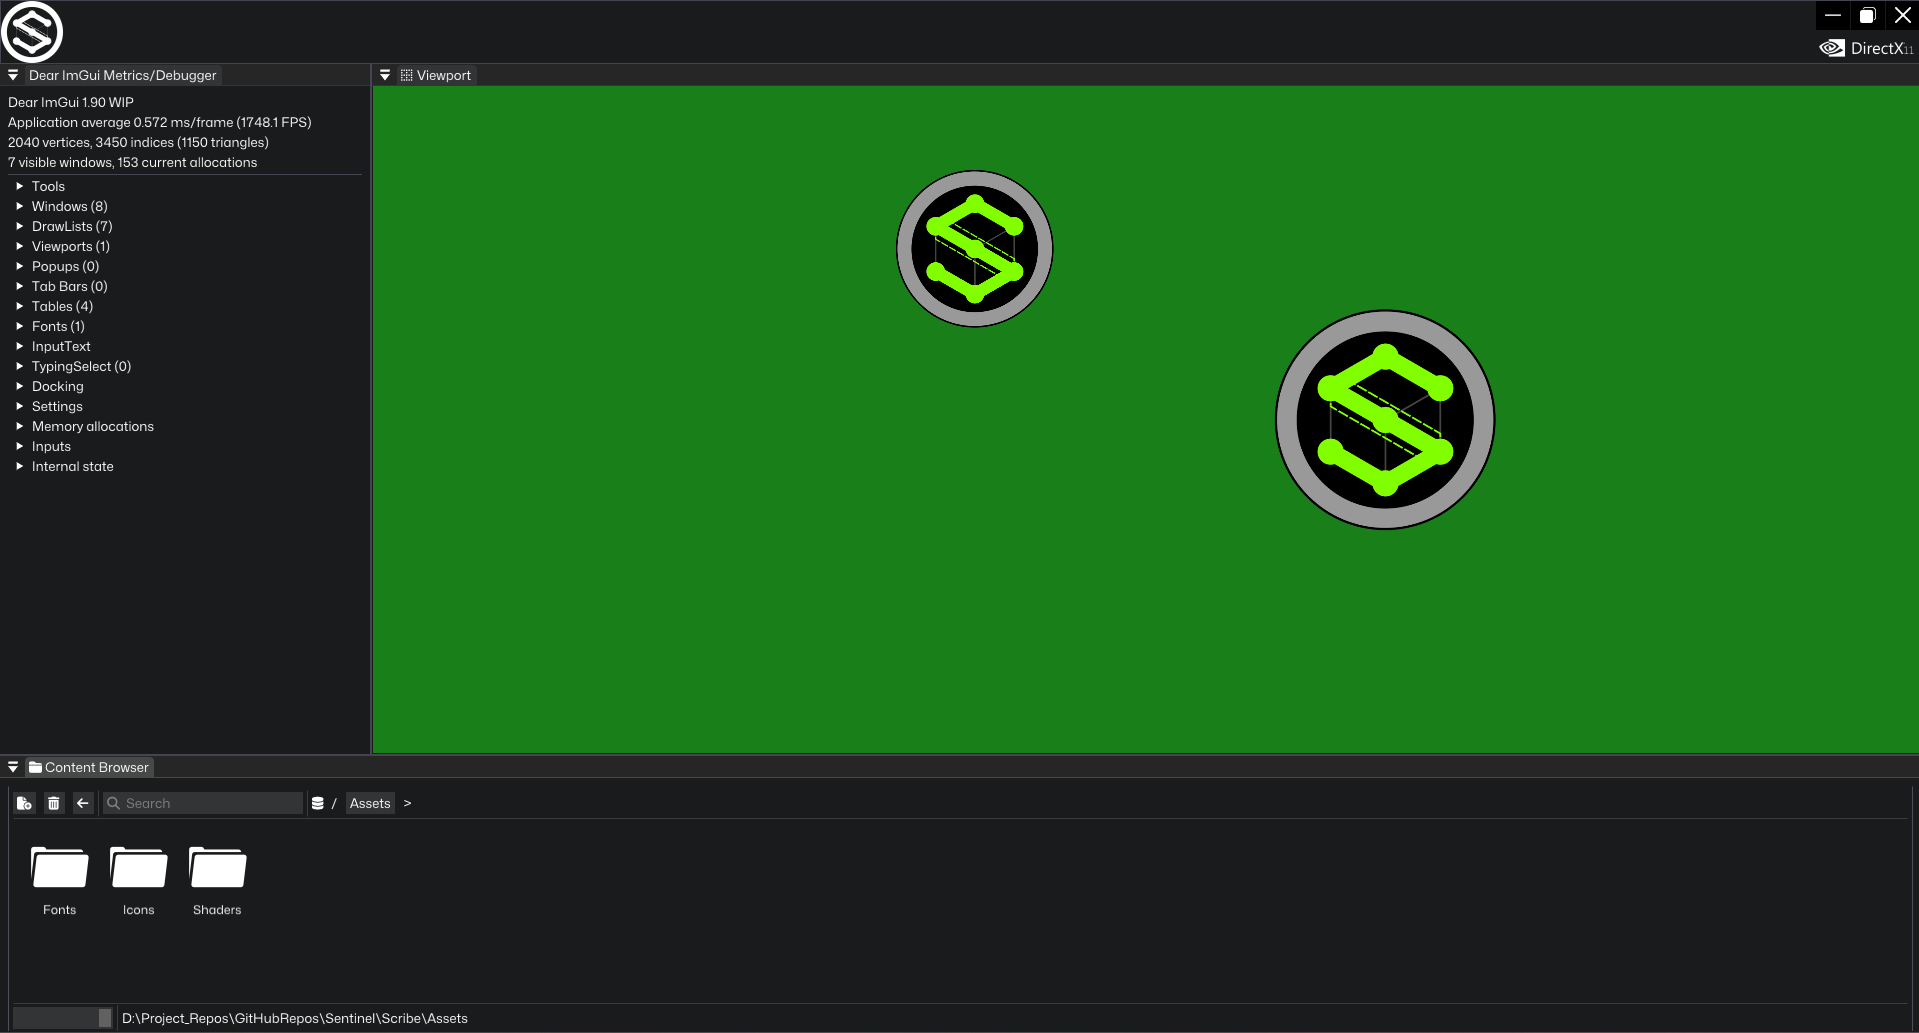 DirectX11
Dear ImGui Metrics/Debugger
Viewport
Dear ImGui 1.90 WIP
Application average 0.572 ms/frame (1748.1 FPS)
2040 vertices, 3450 indices (1150 triangles)
7 visible windows, 153 current allocations
Tools
Windows (8)
DrawLists (7)
Viewports (1)
Popups (0)
Tab Bars (0)
Tables (4)
Fonts (1)
InputText
TypingSelect (0)
Docking
Settings
Memory allocations
Inputs
Internal state
Content Browser
Search
/ Assets >
Fonts
Icons
Shaders
D:\Project_Repos\GitHubRepos\Sentinel\Scribe\Assets